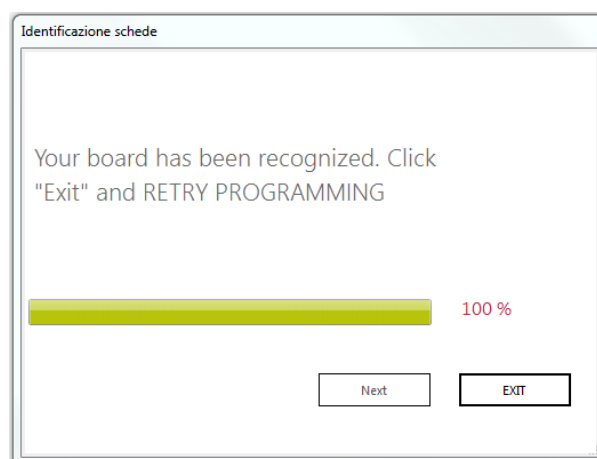 Identificazione schede
Your board has been recognized. Click
"Exit" and RETRY PROGRAMMING
100 %
Next
EXIT